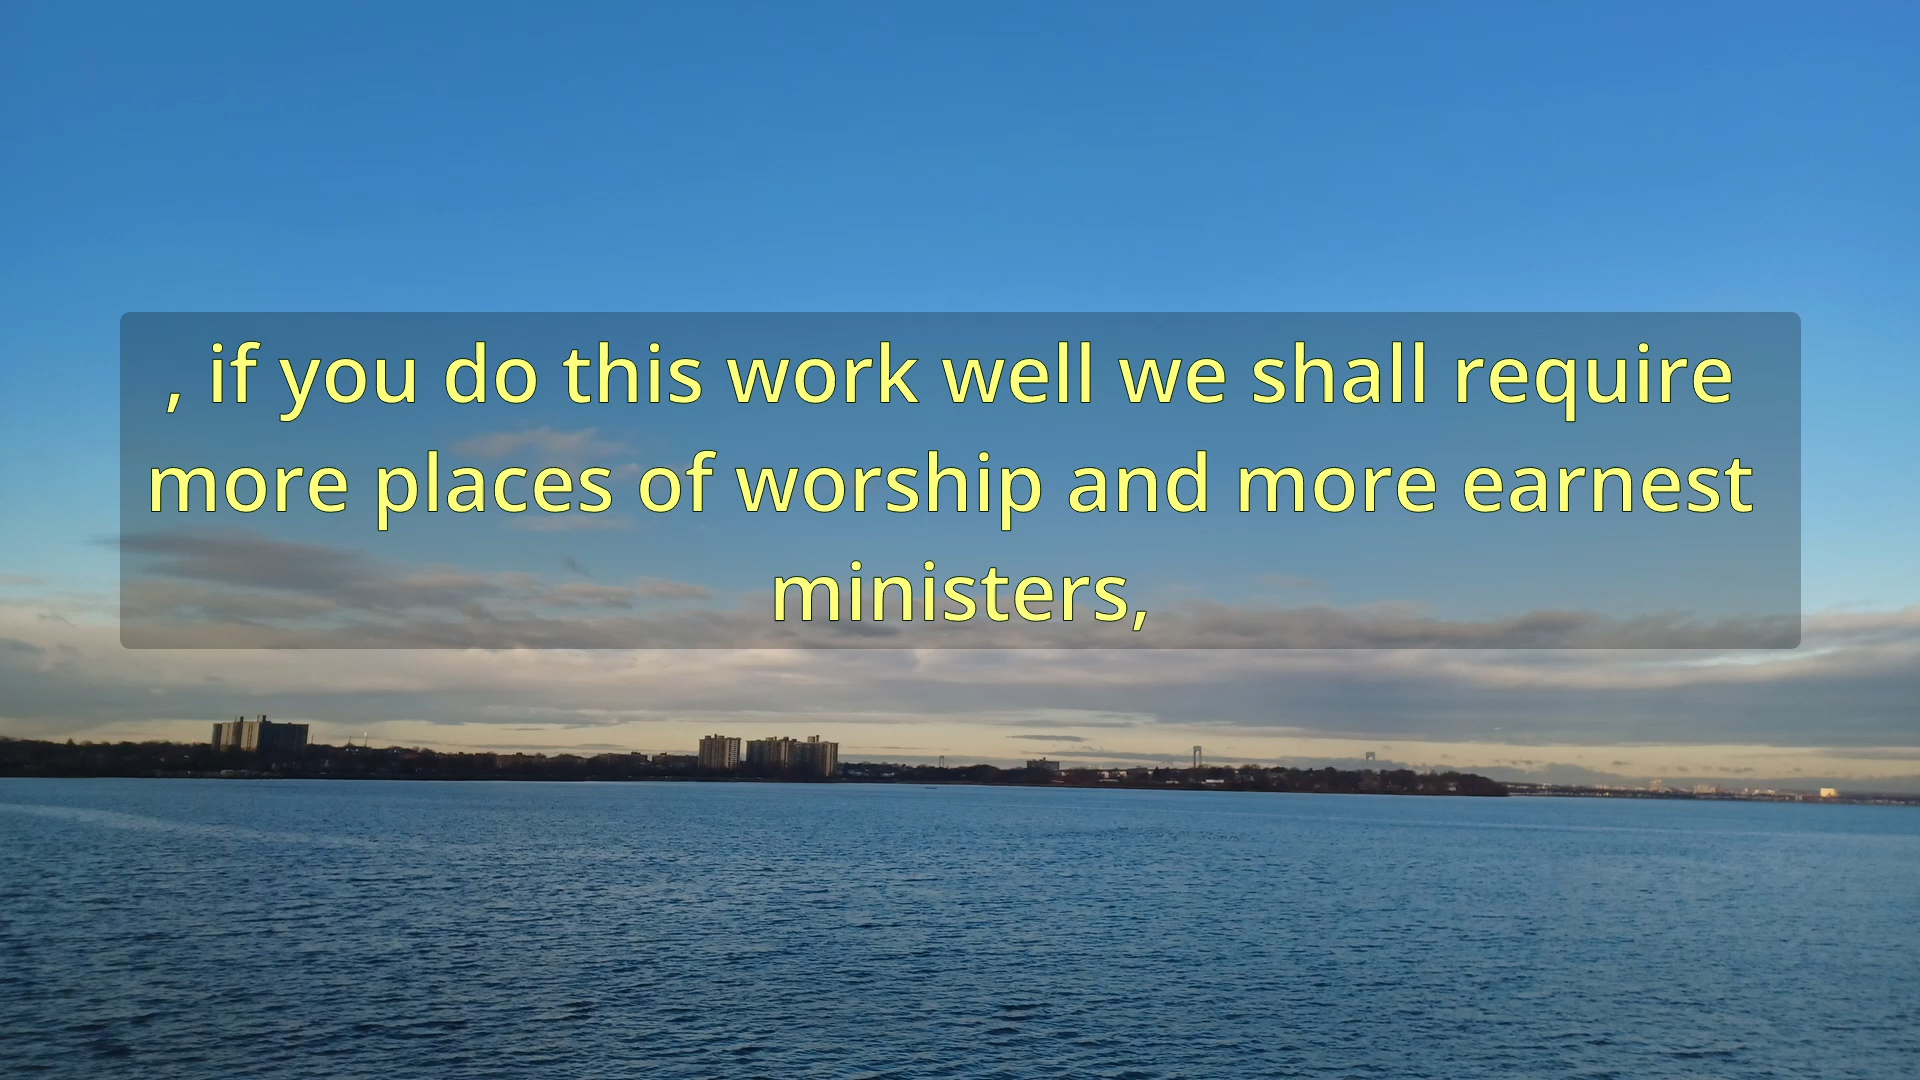 , if you do this work well we shall require
more places of worship and more earnest
ministers,